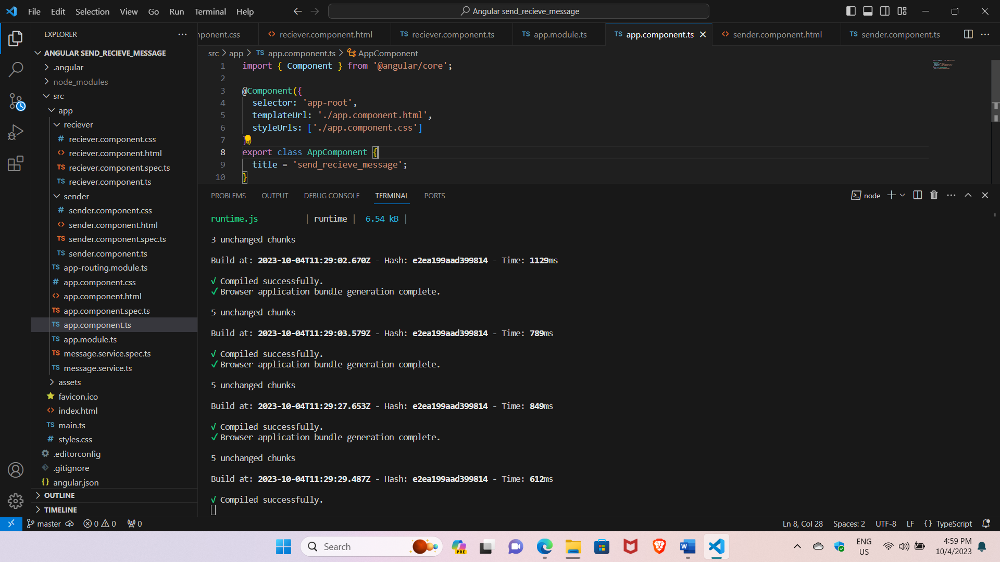 File Edit Selection View Go Run Terminal Help
Angular send_recieve_message
EXPLORER
ANGULAR SEND_RECIEVE_MESSAGE
.angular
node_modules
src
app
reciever
reciever.component.css
reciever.component.html
reciever.component.spec.ts
reciever.component.ts
sender
sender.component.css
sender.component.html
sender.component.spec.ts
sender.component.ts
app-routing.module.ts
app.component.css
app.component.html
app.component.spec.ts
app.component.ts
app.module.ts
message.service.spec.ts
message.service.ts
assets
favicon.ico
index.html
main.ts
styles.css
.editorconfig
.gitignore
angular.json
OUTLINE
TIMELINE
ponent.css reciever.component.html TS reciever.component.ts TS app.module.ts TS app.component.ts sender.component.html TS sender.component.ts
src > app > TS app.component.ts > AppComponent
1 import { Component } from '@angular/core';
2
3 @Component({
4 selector: 'app-root',
5 templateUrl: './app.component.html',
6 styleUrls: ['./app.component.css']
7 })
8 export class AppComponent {
9 title = 'send_recieve_message';
10 }
PROBLEMS OUTPUT DEBUG CONSOLE TERMINAL PORTS node
runtime.js | runtime | 6.54 kB |
3 unchanged chunks
Build at: 2023-10-04T11:29:02.670Z - Hash: e2ea199aad399814 - Time: 1129ms
√ Compiled successfully.
✓ Browser application bundle generation complete.
5 unchanged chunks
Build at: 2023-10-04T11:29:03.579Z - Hash: e2ea199aad399814 - Time: 789ms
√ Compiled successfully.
✓ Browser application bundle generation complete.
5 unchanged chunks
Build at: 2023-10-04T11:29:27.653Z - Hash: e2ea199aad399814 - Time: 849ms
√ Compiled successfully.
✓ Browser application bundle generation complete.
5 unchanged chunks
Build at: 2023-10-04T11:29:29.487Z - Hash: e2ea199aad399814 - Time: 612ms
√ Compiled successfully.
master 0 0 0 Ln 8, Col 28 Spaces: 2 UTF-8 LF {} TypeScript
Search
PRE
ENG
US
4:59 PM
10/4/2023